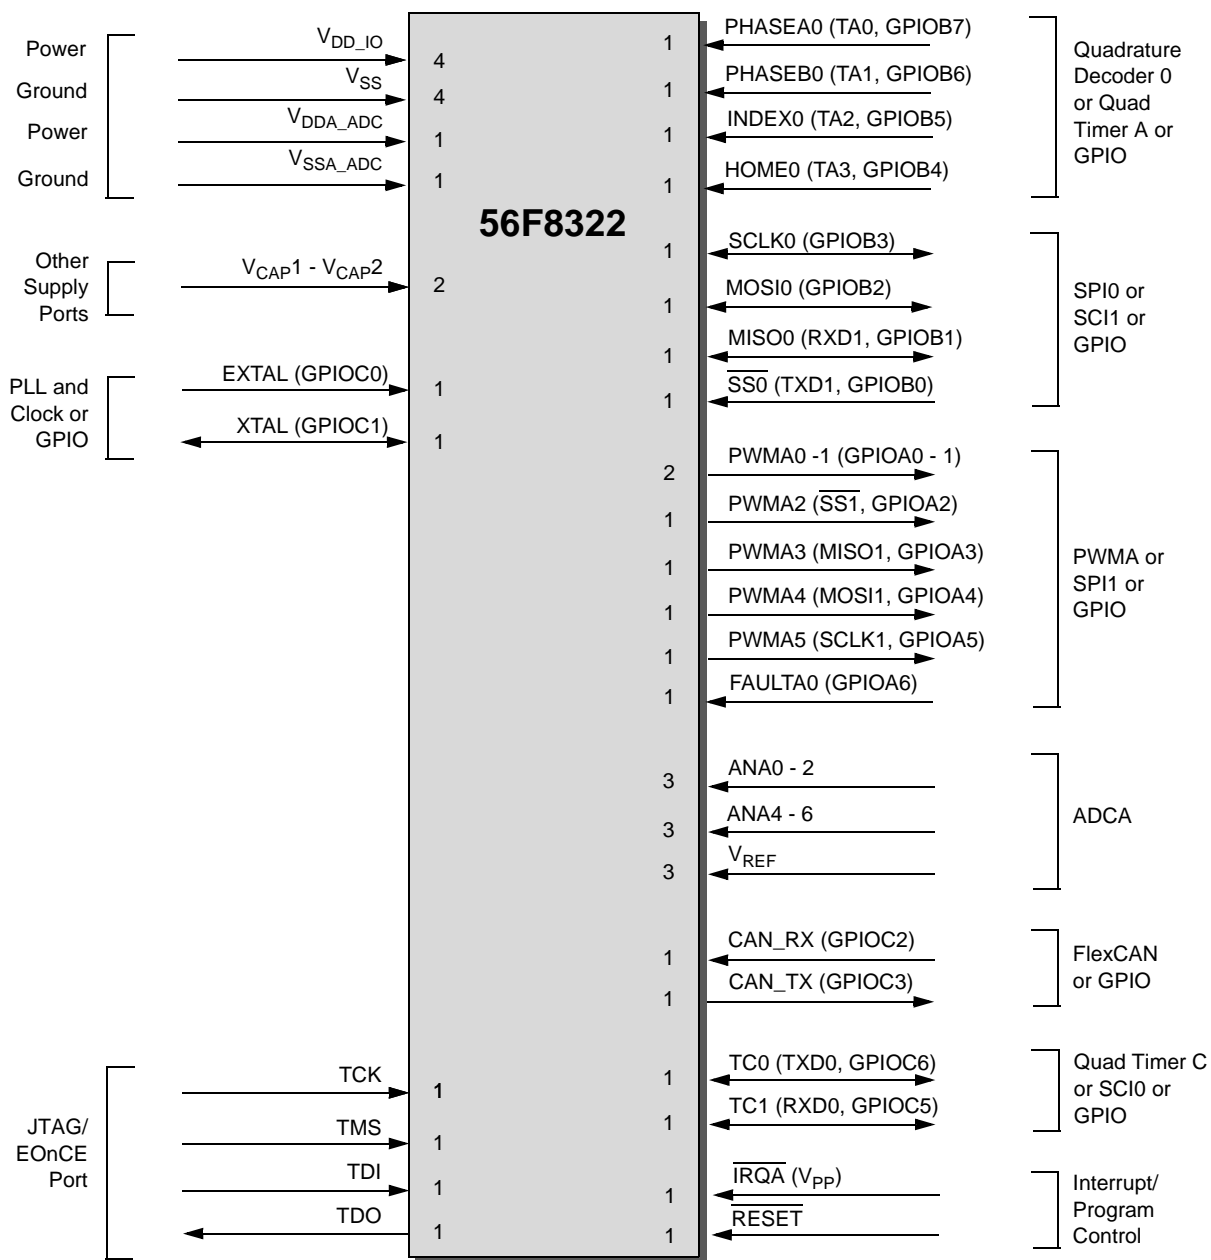 Power
Ground
Power
Ground
V_DD_IO
4
V_SS
4
V_DDA_ADC
1
V_SSA_ADC
1
Other
Supply
Ports
V_CAP1 - V_CAP2
2
PLL and
Clock or
GPIO
EXTAL (GPIOC0)
1
XTAL (GPIOC1)
1
JTAG/
EOnCE
Port
TCK
1
TMS
1
TDI
1
TDO
1
56F8322
1 PHASEA0 (TA0, GPIOB7)
1 PHASEB0 (TA1, GPIOB6)
1 INDEX0 (TA2, GPIOB5)
1 HOME0 (TA3, GPIOB4)
Quadrature
Decoder 0
or Quad
Timer A or
GPIO
1 SCLK0 (GPIOB3)
1 MOSI0 (GPIOB2)
1 MISO0 (RXD1, GPIOB1)
1 S̅S̅0̅ (TXD1, GPIOB0)
SPI0 or
SCI1 or
GPIO
2 PWMA0 -1 (GPIOA0 - 1)
1 PWMA2 (S̅S̅1̅, GPIOA2)
1 PWMA3 (MISO1, GPIOA3)
1 PWMA4 (MOSI1, GPIOA4)
1 PWMA5 (SCLK1, GPIOA5)
1 FAULTA0 (GPIOA6)
PWMA or
SPI1 or
GPIO
3 ANA0 - 2
3 ANA4 - 6
3 V_REF
ADCA
1 CAN_RX (GPIOC2)
1 CAN_TX (GPIOC3)
FlexCAN
or GPIO
1 TC0 (TXD0, GPIOC6)
1 TC1 (RXD0, GPIOC5)
Quad Timer C
or SCI0 or
GPIO
1 I̅R̅Q̅A̅ (V_PP)
1 R̅E̅S̅E̅T̅
Interrupt/
Program
Control